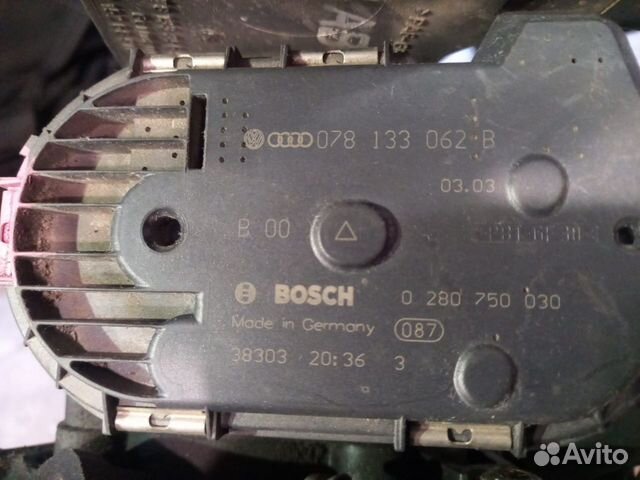 078 133 062 B
03.03
B 00
BOSCH 0 280 750 030
Made in Germany 087
38303 20:36 3
Avito